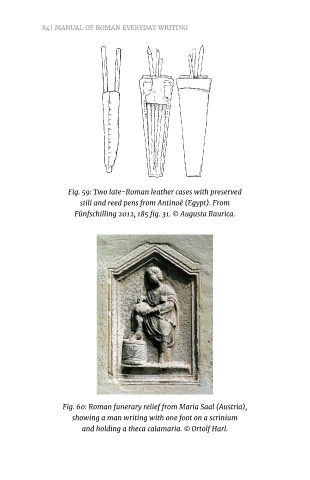 84| MANUAL OF ROMAN EVERYDAY WRITING
Fig. 59: Two late-Roman leather cases with preserved
stili and reed pens from Antinoë (Egypt). From
Fünfschilling 2012, 185 fig. 31. © Augusta Raurica.
Fig. 60: Roman funerary relief from Maria Saal (Austria),
showing a man writing with one foot on a scrinium
and holding a theca calamaria. © Ortolf Harl.